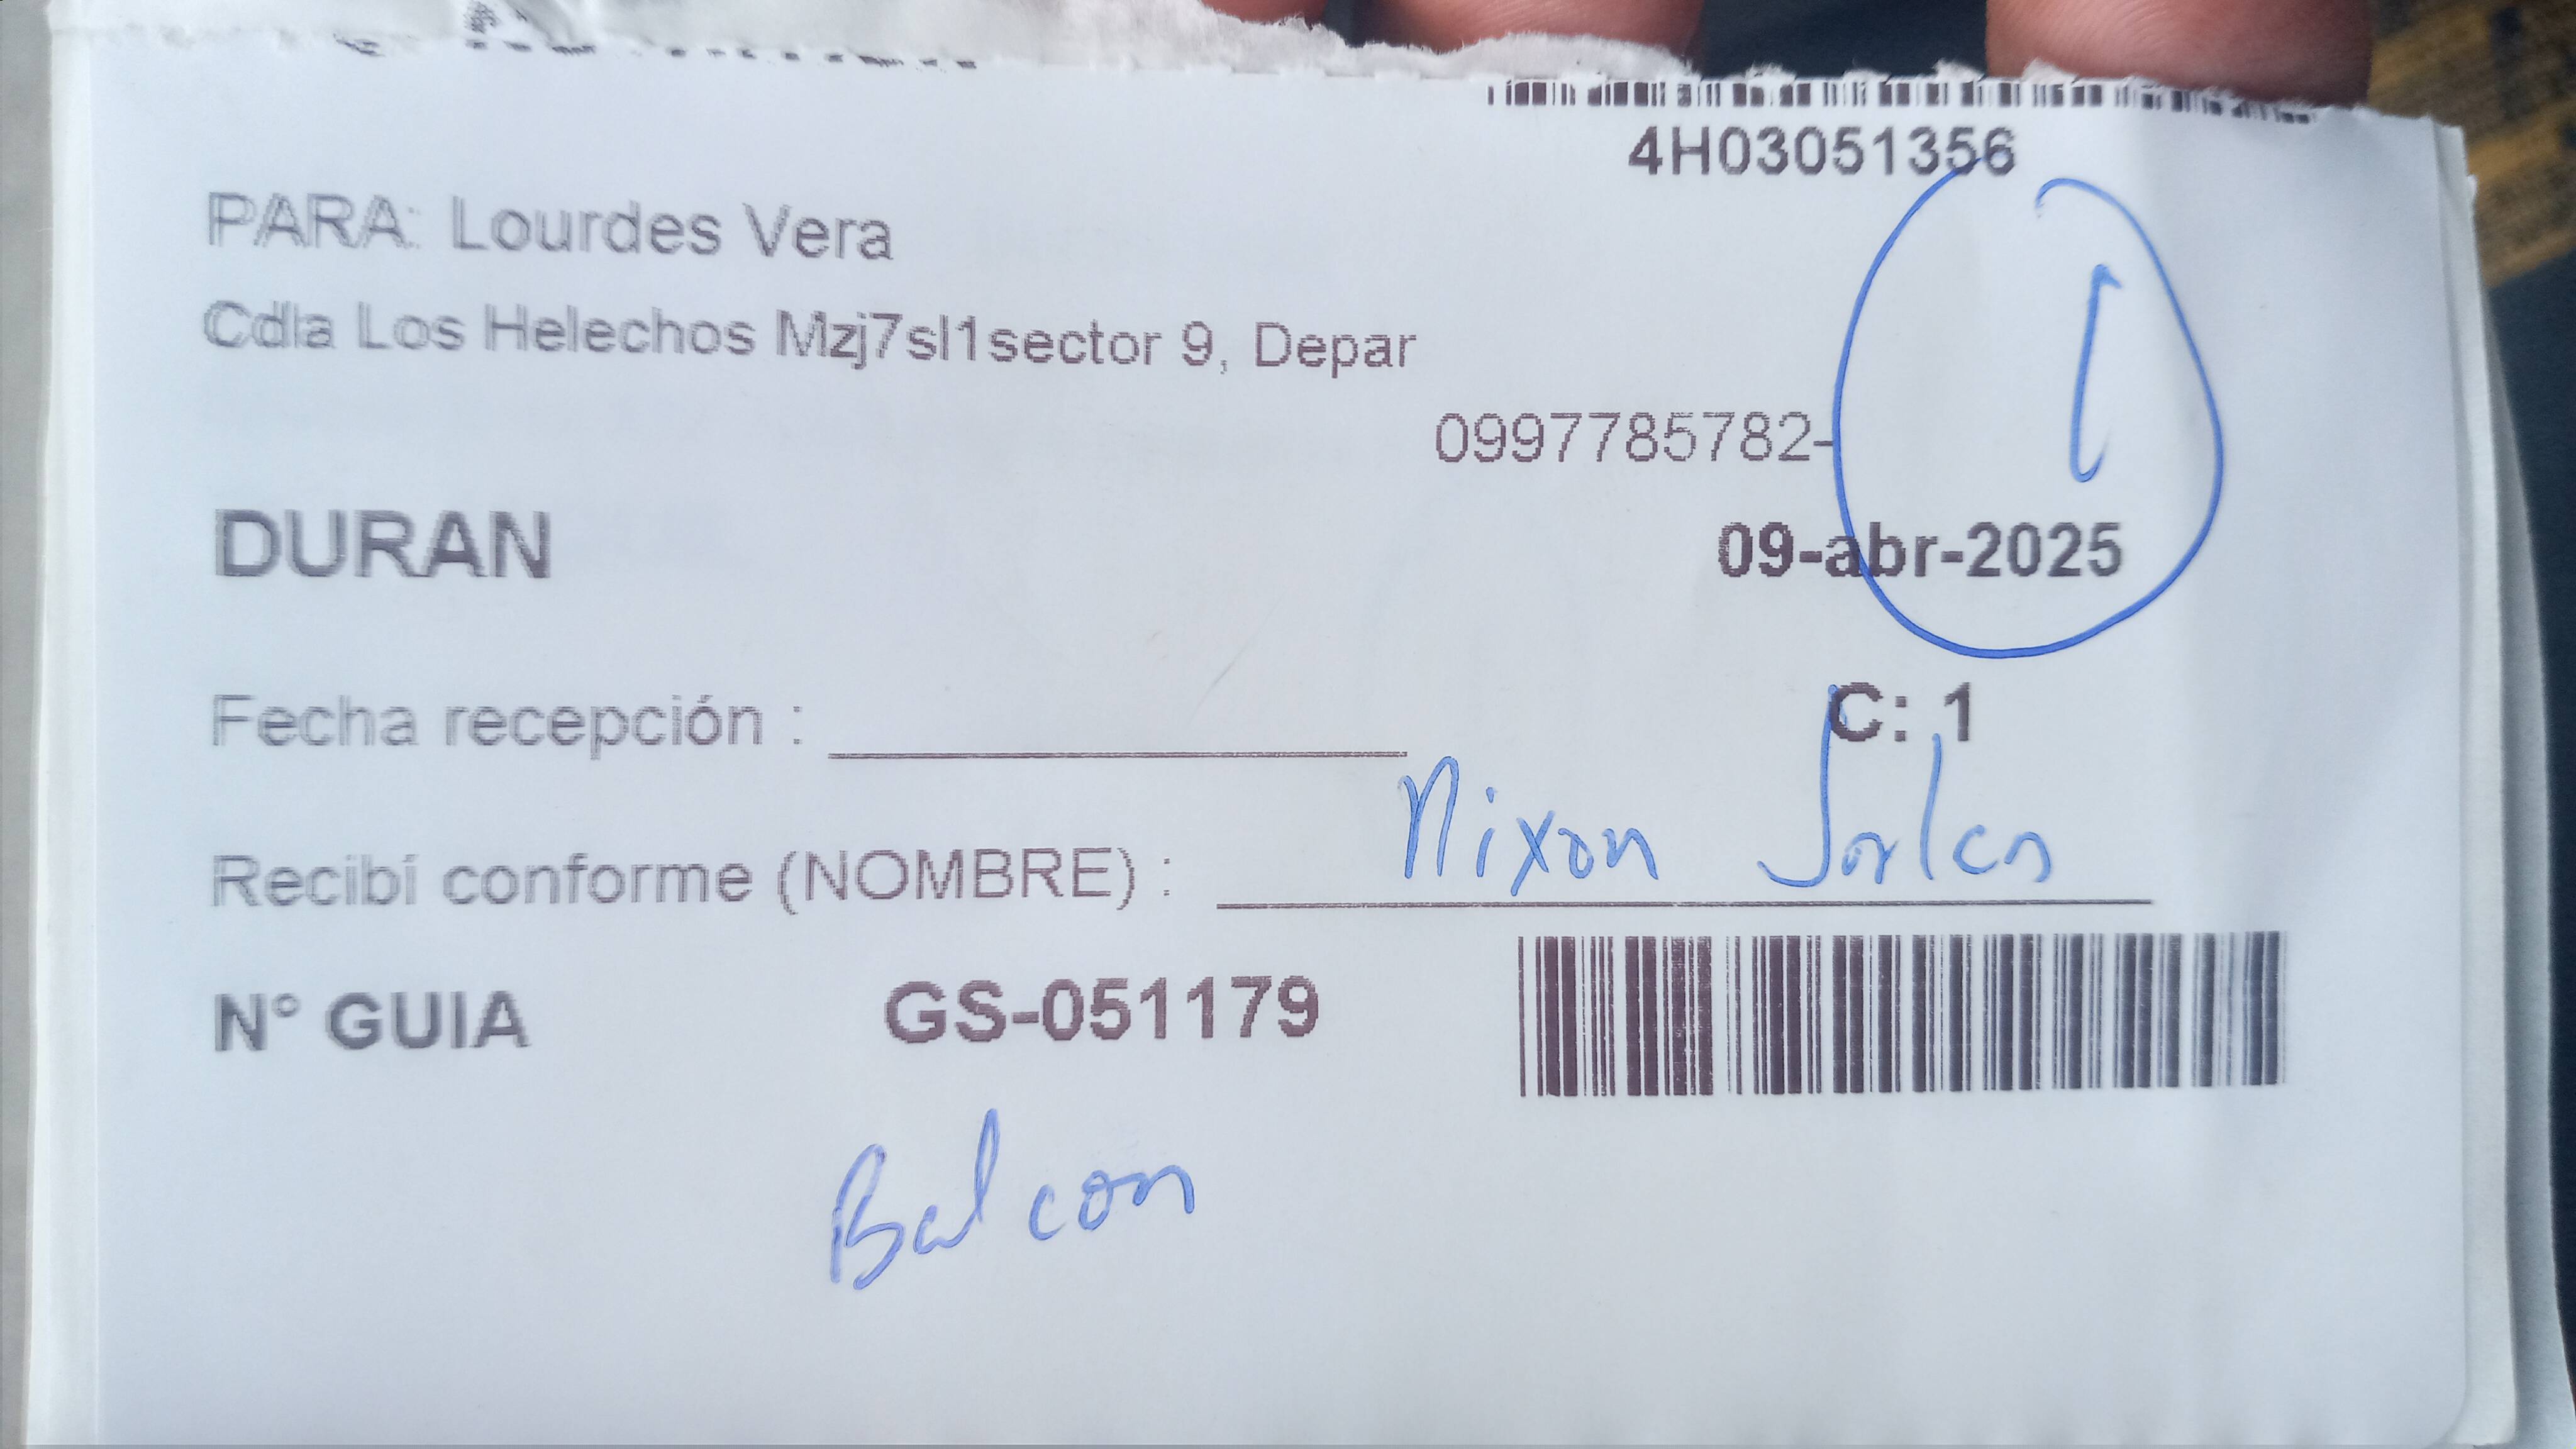 4H03051356
PARA: Lourdes Vera
Cdla Los Helechos Mzj7sl1sector 9, Depar
0997785782-
DURAN
09-abr-2025
Fecha recepción :
C: 1
Recibí conforme (NOMBRE) : Nixon
N° GUIA GS-051179
Balcon